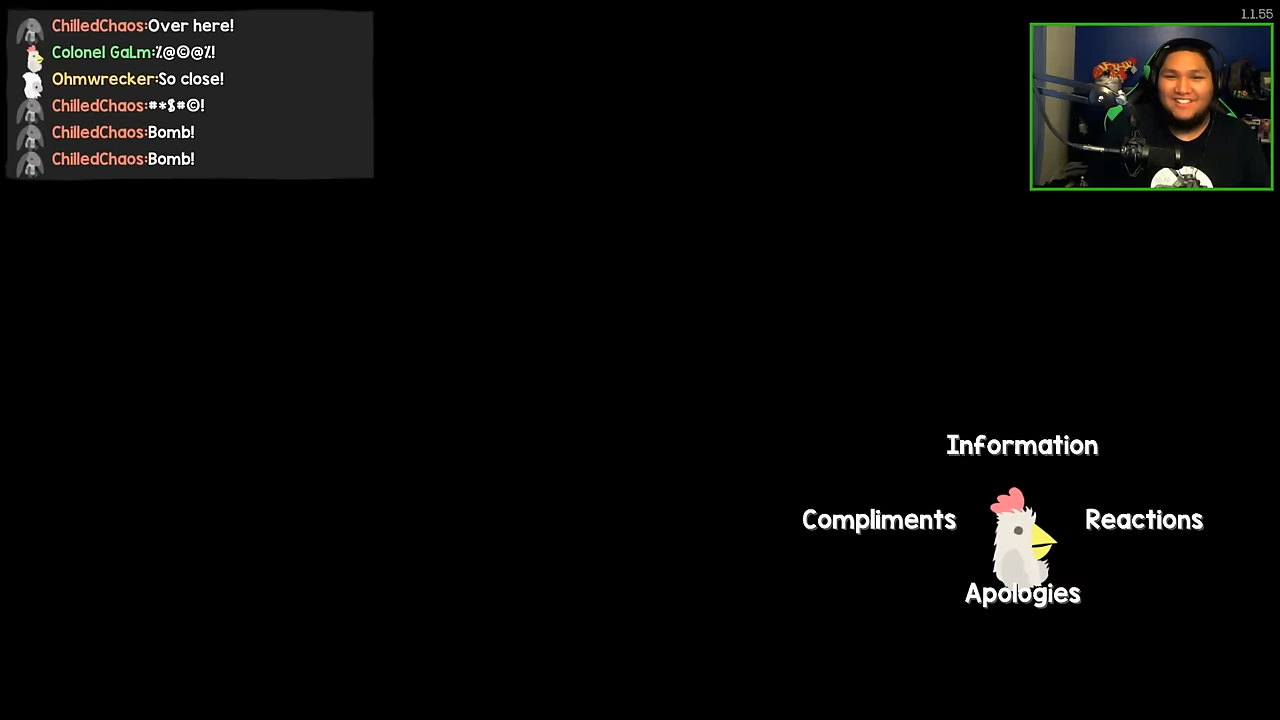 1.1.55
ChilledChaos:Over here!
Colonel GaLm:%@©@%!
Ohmwrecker:So close!
ChilledChaos:#*$#©!
ChilledChaos:Bomb!
ChilledChaos:Bomb!
Information
Compliments
Reactions
Apologies